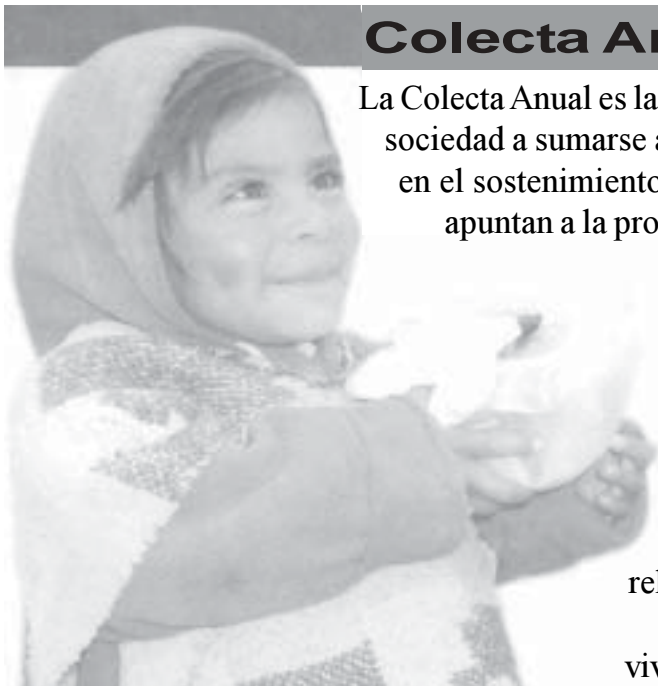 Colecta
La Colecta Anual es la
sociedad a sumarse a
en el sostenimiento
apuntan a la